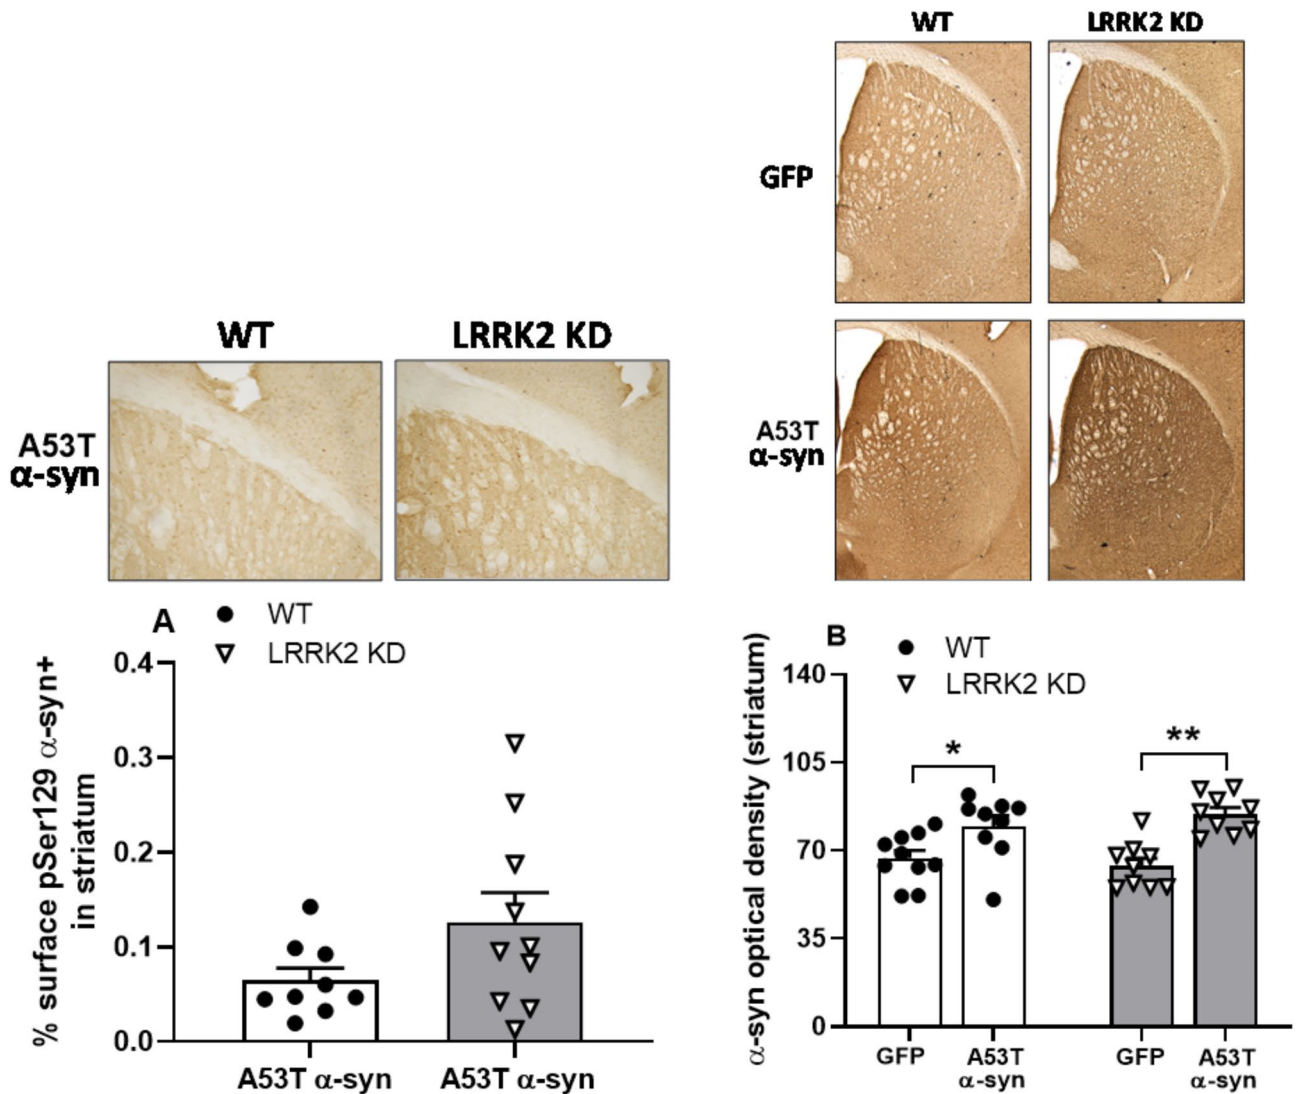 WT LRRK2 KD
GFP
A53T
α-syn
WT LRRK2 KD
A53T
α-syn
A
WT
LRRK2 KD
% surface pSer129 α-syn+
in striatum
0.4
0.3
0.2
0.1
0.0
A53T α-syn A53T α-syn
B
WT
LRRK2 KD
α-syn optical density (striatum)
140
105
70
35
0
*
**
GFP A53T GFP A53T
α-syn α-syn